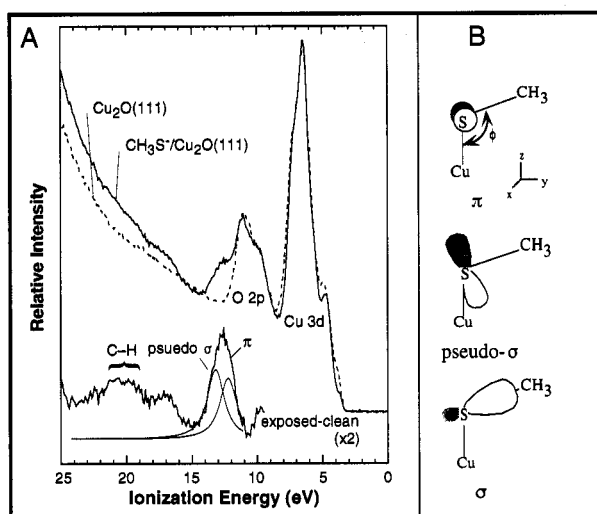 A
Cu2O(111)
CH3S-/Cu2O(111)
Relative Intensity
O 2p
Cu 3d
C–H
psuedo σ
π
exposed-clean
(x2)
25
20
15
10
5
0
Ionization Energy (eV)
B
S
CH3
ϕ
Cu
z
x
y
π
S
CH3
Cu
pseudo-σ
CH3
S
Cu
σ